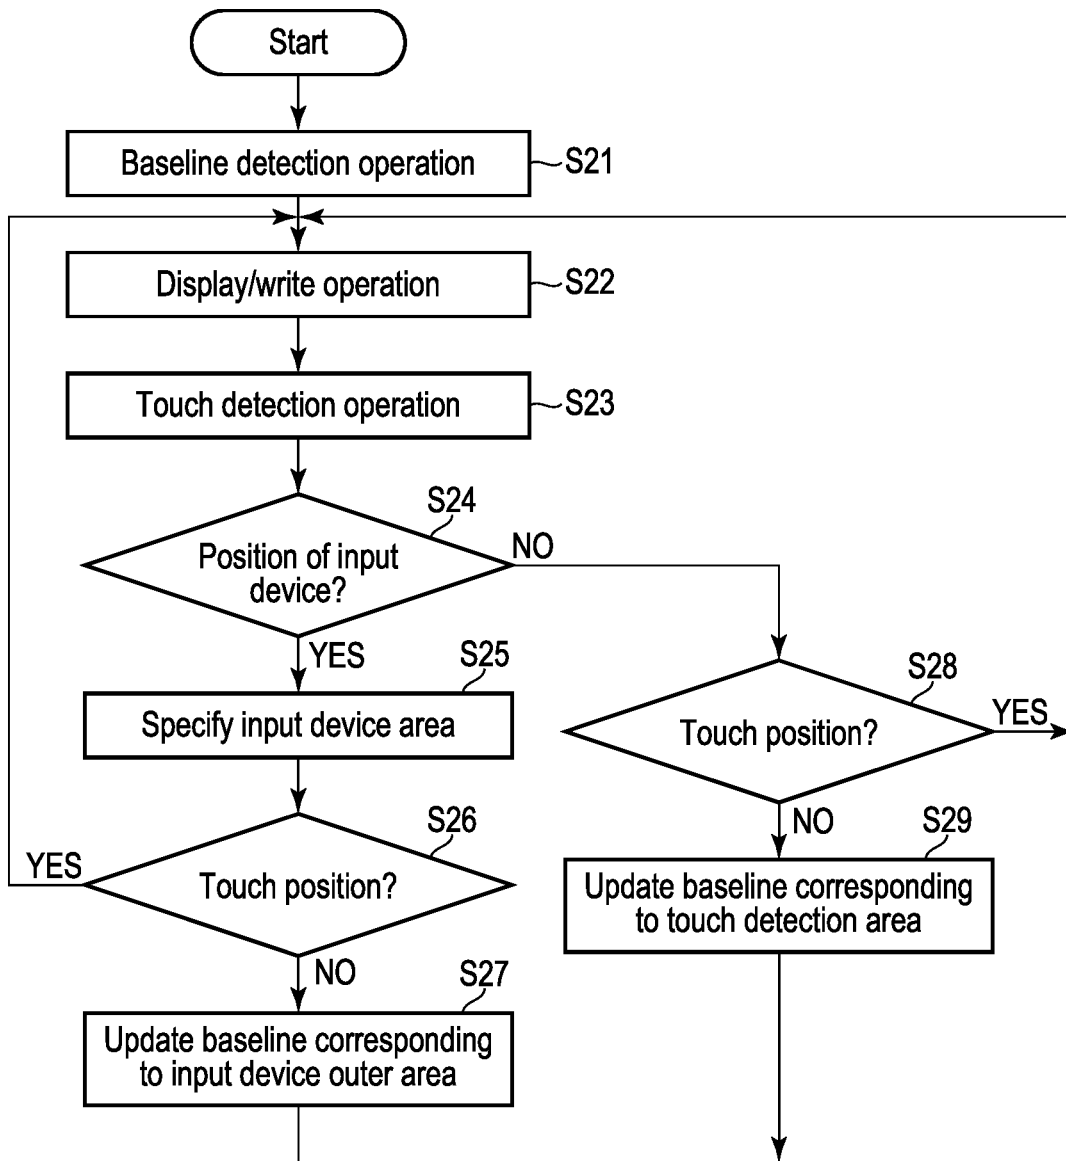 Start
Baseline detection operation
S21
Display/write operation
S22
Touch detection operation
S23
S24
Position of input
device?
NO
YES
S25
Specify input device area
S28
Touch position?
YES
NO
S26
YES
Touch position?
NO
S29
Update baseline corresponding
to touch detection area
S27
Update baseline corresponding
to input device outer area